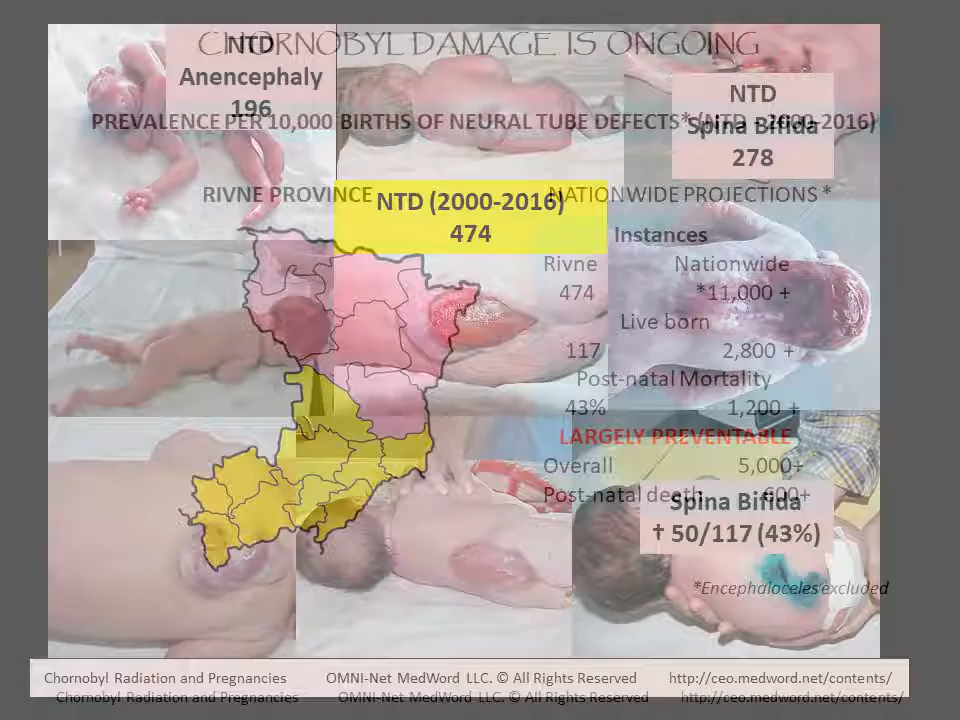 CHORNOBYL DAMAGE IS ONGOING
NTD
Anencephaly
196
NTD
Spina Bifida
278
PREVALENCE PER 10,000 BIRTHS OF NEURAL TUBE DEFECTS* (NTD - 2000-2016)
RIVNE PROVINCE
NATIONWIDE PROJECTIONS *
NTD (2000-2016)
474
Instances
Rivne Nationwide
474 *11,000 +
Live born
117 2,800 +
Post-natal Mortality
43% 1,200 +
LARGELY PREVENTABLE
Overall 5,000+
Post-natal death 600+
Spina Bifida
† 50/117 (43%)
*Encephaloceles excluded
Chornobyl Radiation and Pregnancies OMNI-Net MedWord LLC. © All Rights Reserved http://ceo.medword.net/contents/
Chornobyl Radiation and Pregnancies OMNI-Net MedWord LLC. © All Rights Reserved http://ceo.medword.net/contents/